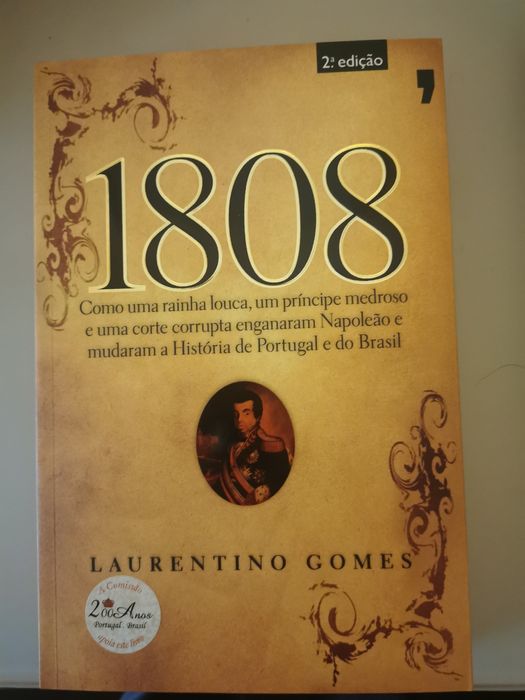 2.ª edição
1808
Como uma rainha louca, um príncipe medroso
e uma corte corrupta enganaram Napoleão e
mudaram a História de Portugal e do Brasil
LAURENTINO GOMES
A Comissão
200 Anos
Portugal . Brasil
apoia este livro